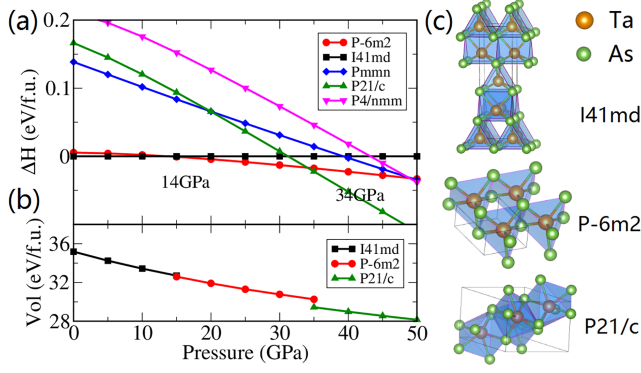 (a)
0.2
0.1
0
0
ΔH (eV/f.u.)
P-6m2
I41md
Pmmn
P21/c
P4/nmm
14GPa
34GPa
(b)
36
32
28
Vol (eV/f.u.)
I41md
P-6m2
P21/c
0 10 20 30 40 50
Pressure (GPa)
(c)
Ta
As
I41md
P-6m2
P21/c